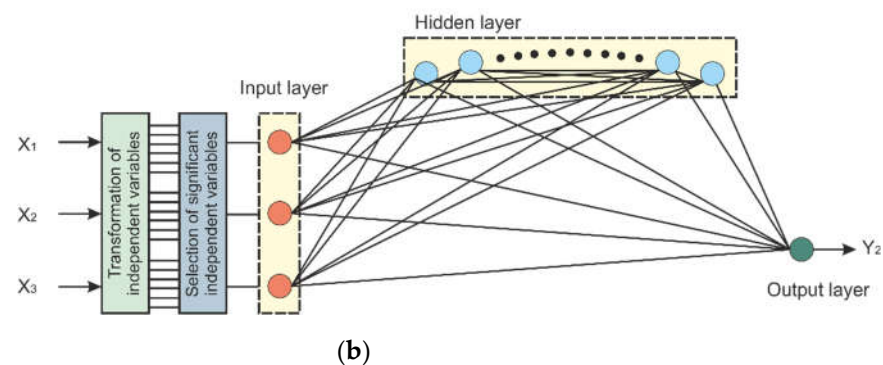 Hidden layer
Input layer
X1
X2
X3
Transformation of
independent variables
Selection of significant
independent variables
Y2
Output layer
(b)